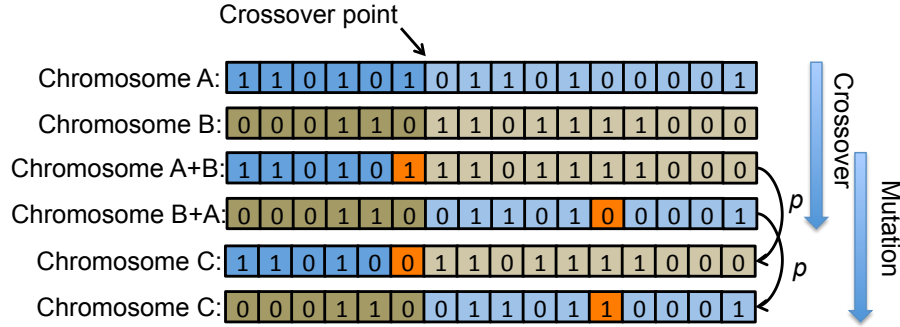 Crossover point
Chromosome A: 1 1 0 1 0 1 0 1 1 0 1 0 0 0 0 1
Chromosome B: 0 0 0 1 1 0 1 1 0 1 1 1 1 0 0 0
Chromosome A+B: 1 1 0 1 0 1 1 1 0 1 1 1 1 0 0 0
Chromosome B+A: 0 0 0 1 1 0 0 1 1 0 1 0 0 0 0 1
Chromosome C: 1 1 0 1 0 0 1 1 0 1 1 1 1 0 0 0
Chromosome C: 0 0 0 1 1 0 0 1 1 0 1 1 0 0 0 1
p
p
Crossover
Mutation